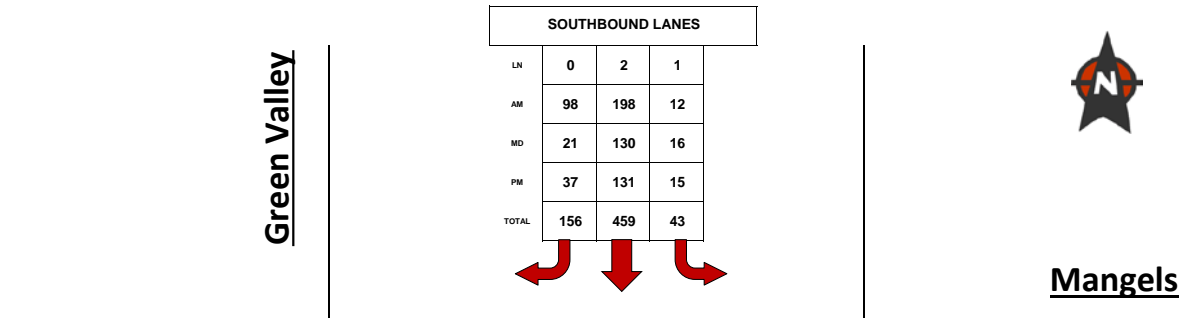 SOUTHBOUND LANES
Green Valley
LN 0 2 1
AM 98 198 12
MD 21 130 16
PM 37 131 15
TOTAL 156 459 43
N
Mangels